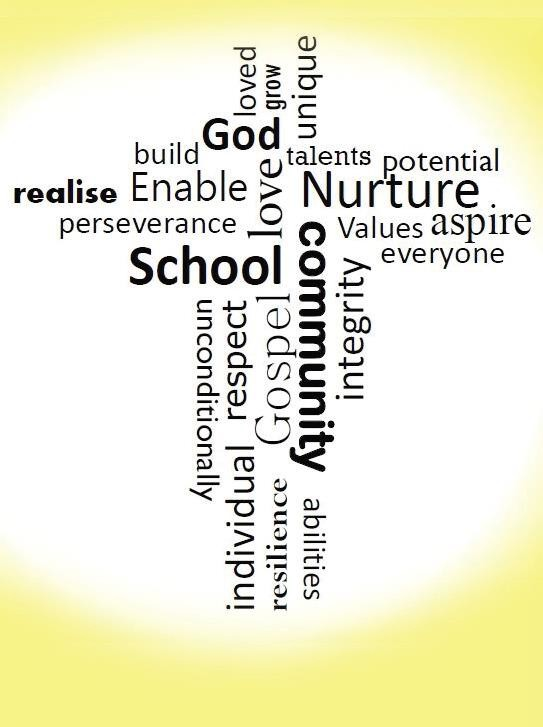 loved
grow
unique
God
build
talents
potential
realise
Enable
love
Nurture
perseverance
Values
aspire
School
community
everyone
unconditionally
respect
Gospel
integrity
individual
resilience
abilities